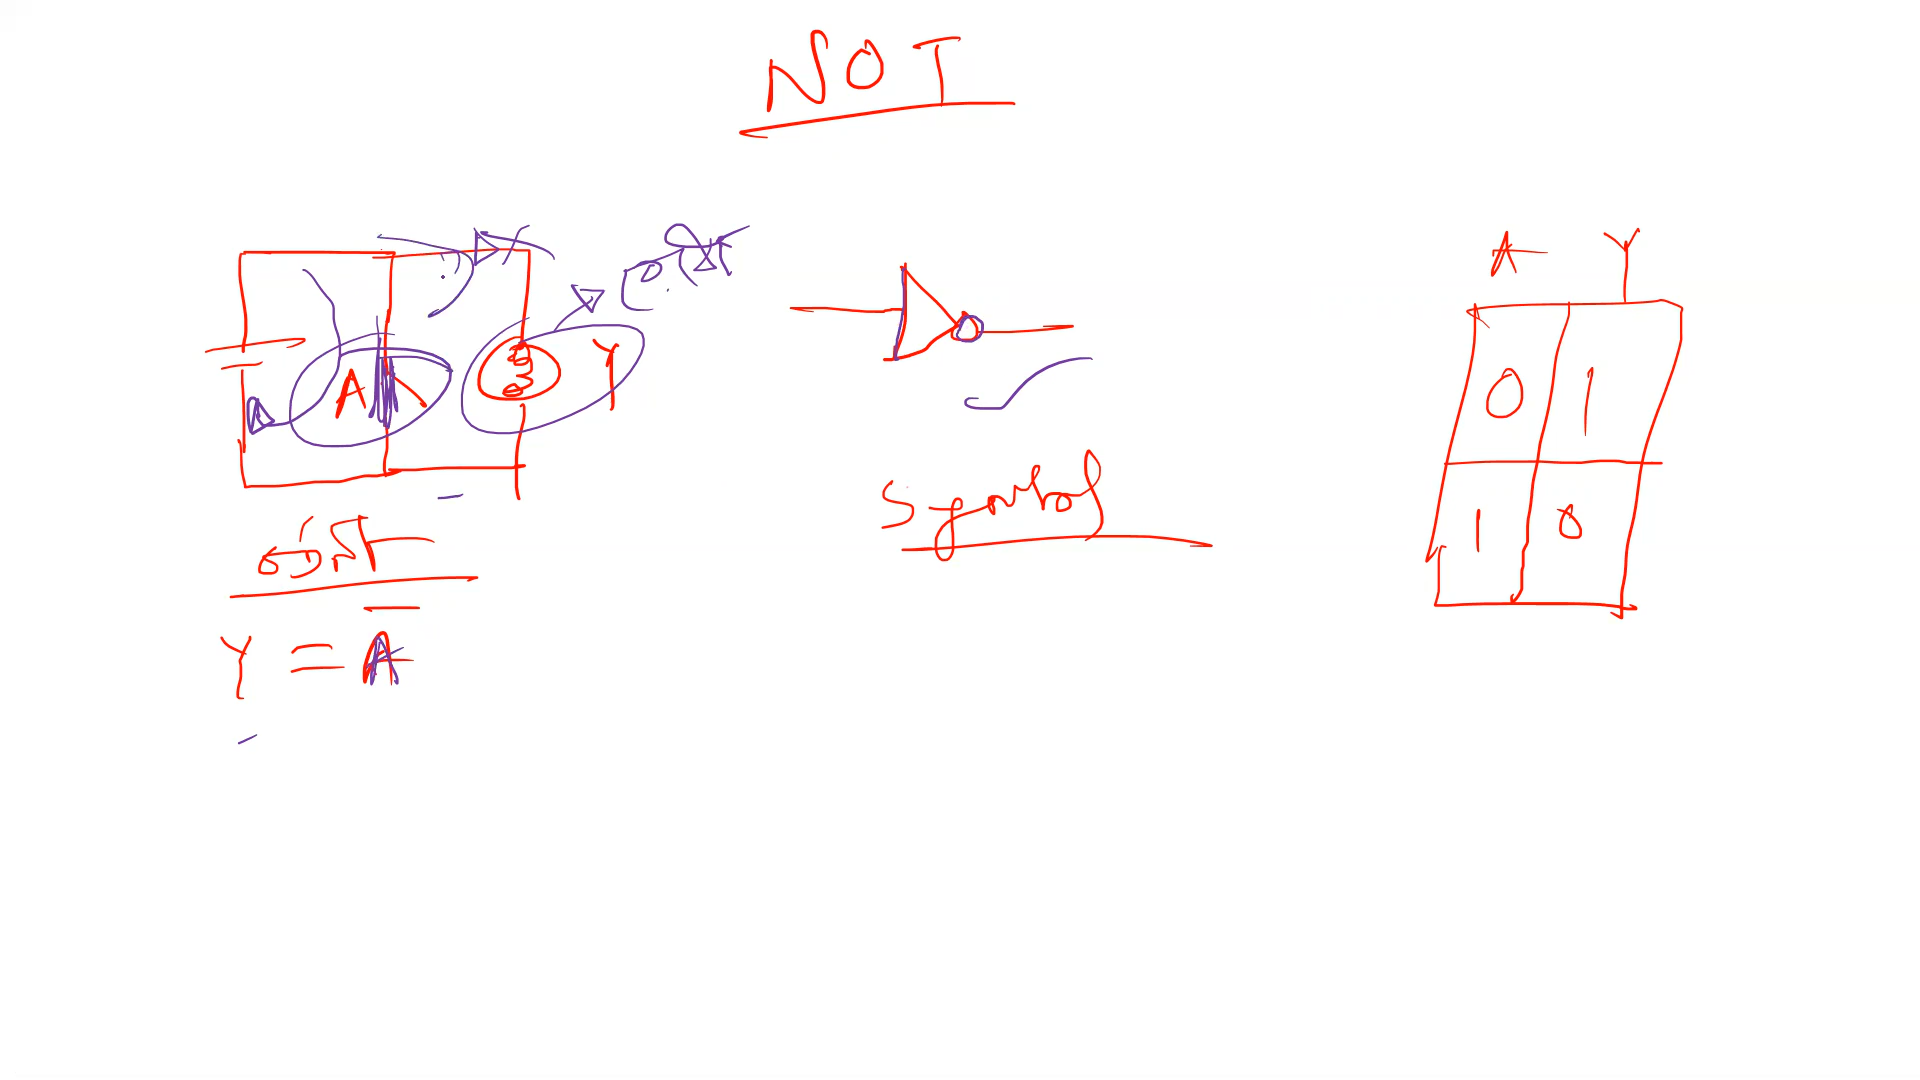 NOT
A Y
A Y
0 1
1 0
Symbol
Y = A̅